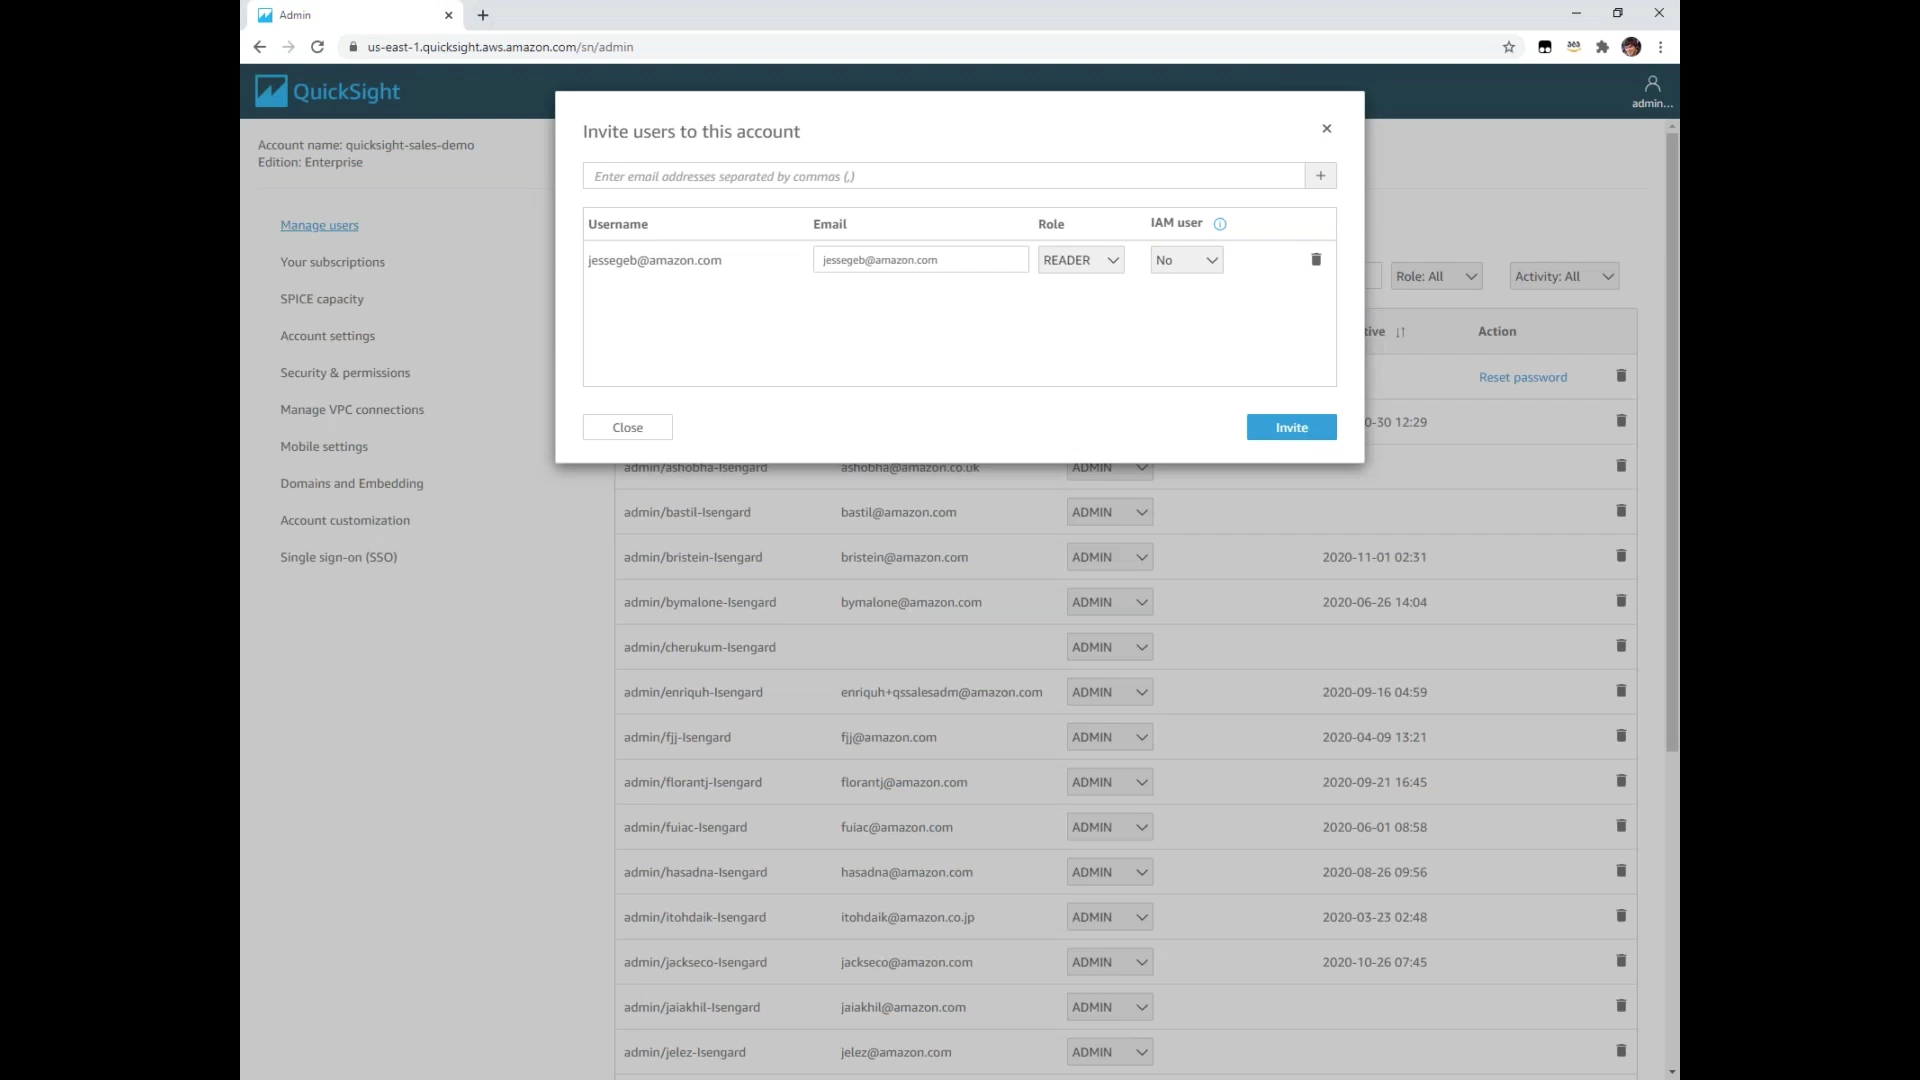 Admin
us-east-1.quicksight.aws.amazon.com/sn/admin
QuickSight
admin...
Account name: quicksight-sales-demo
Edition: Enterprise
Manage users
Your subscriptions
SPICE capacity
Account settings
Security & permissions
Manage VPC connections
Mobile settings
Domains and Embedding
Account customization
Single sign-on (SSO)
Invite users to this account
Enter email addresses separated by commas (,)
Username Email Role IAM user
jessegeb@amazon.com jessegeb@amazon.com READER No
Close Invite
Role: All Activity: All
tive Action
Reset password
0-30 12:29
admin/ashobha-Isengard ashobha@amazon.co.uk ADMIN
admin/bastil-Isengard bastil@amazon.com ADMIN
admin/bristein-Isengard bristein@amazon.com ADMIN 2020-11-01 02:31
admin/bymalone-Isengard bymalone@amazon.com ADMIN 2020-06-26 14:04
admin/cherukum-Isengard ADMIN
admin/enriquh-Isengard enriquh+qssalesadm@amazon.com ADMIN 2020-09-16 04:59
admin/fjj-Isengard fjj@amazon.com ADMIN 2020-04-09 13:21
admin/florantj-Isengard florantj@amazon.com ADMIN 2020-09-21 16:45
admin/fuiac-Isengard fuiac@amazon.com ADMIN 2020-06-01 08:58
admin/hasadna-Isengard hasadna@amazon.com ADMIN 2020-08-26 09:56
admin/itohdaik-Isengard itohdaik@amazon.co.jp ADMIN 2020-03-23 02:48
admin/jackseco-Isengard jackseco@amazon.com ADMIN 2020-10-26 07:45
admin/jaiakhil-Isengard jaiakhil@amazon.com ADMIN
admin/jelez-Isengard jelez@amazon.com ADMIN